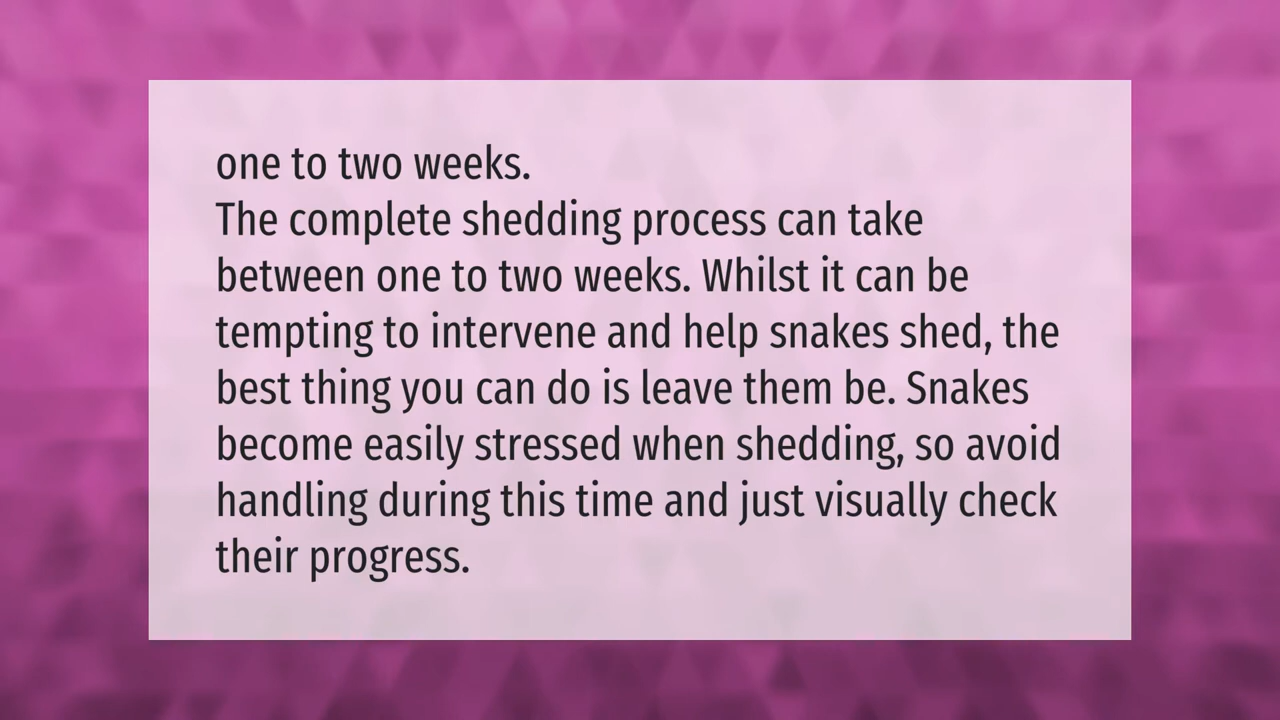 one to two weeks.
The complete shedding process can take
between one to two weeks. Whilst it can be
tempting to intervene and help snakes shed, the
best thing you can do is leave them be. Snakes
become easily stressed when shedding, so avoid
handling during this time and just visually check
their progress.